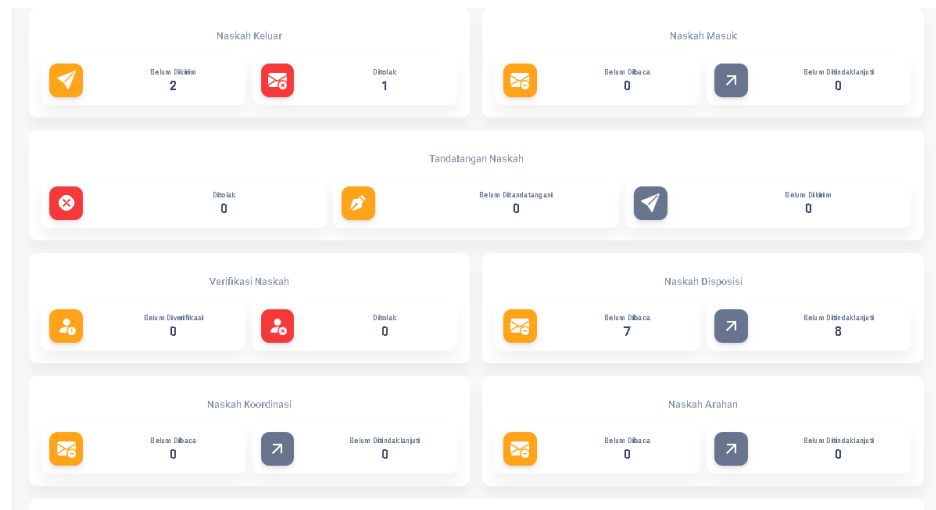 Naskah Keluar
Belum Dikirim
2
Ditolak
1
Naskah Masuk
Belum Dibaca
0
Belum Ditindaklanjuti
0
Tandatangan Naskah
Ditolak
0
Belum Ditandatangani
0
Belum Dikirim
0
Verifikasi Naskah
Belum Diverifikasi
0
Ditolak
0
Naskah Disposisi
Belum Dibaca
7
Belum Ditindaklanjuti
8
Naskah Koordinasi
Belum Dibaca
0
Belum Ditindaklanjuti
0
Naskah Arahan
Belum Dibaca
0
Belum Ditindaklanjuti
0